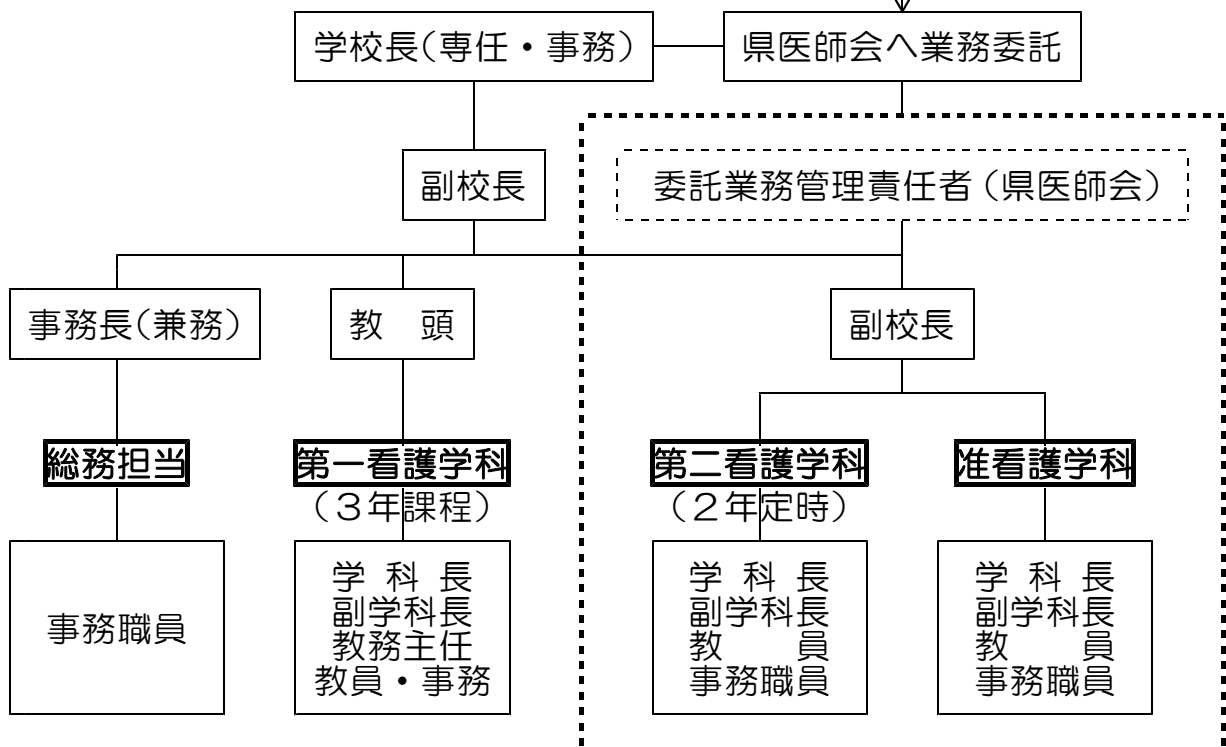 学校長（専任・事務）
県医師会へ業務委託
副校長
委託業務管理責任者（県医師会）
事務長（兼務）
教　頭
副校長
総務担当
第一看護学科
（３年課程）
第二看護学科
（２年定時）
准看護学科
事務職員
学 科 長
副学科長
教務主任
教員・事務
学 科 長
副学科長
教　　員
事務職員
学 科 長
副学科長
教　　員
事務職員